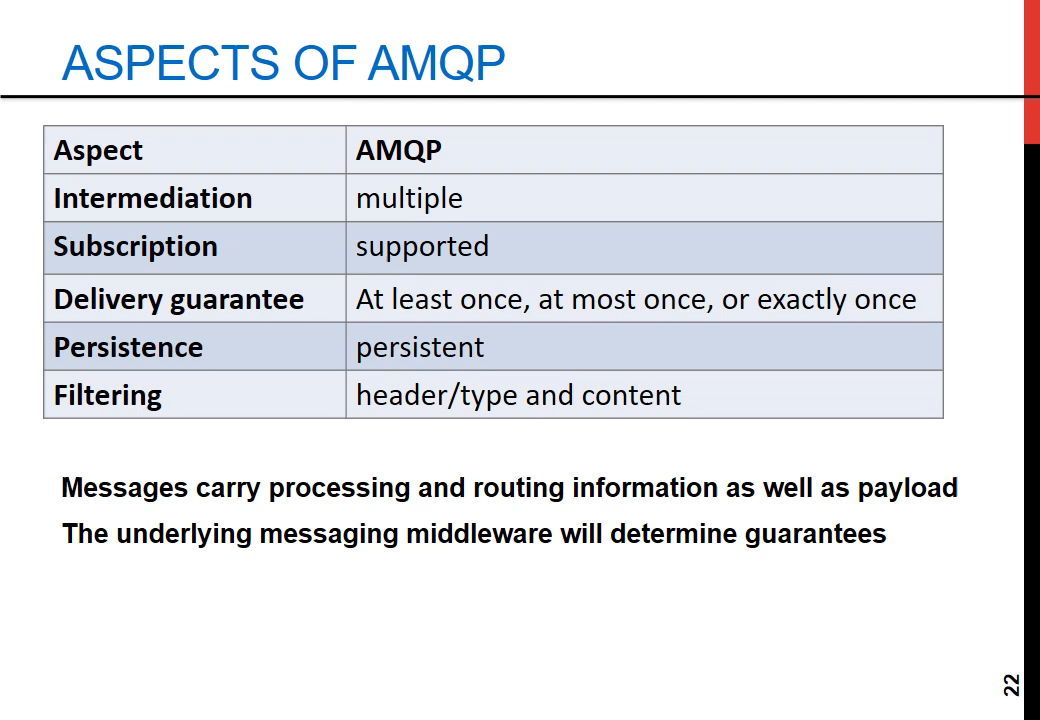 ASPECTS OF AMQP
Aspect AMQP
Intermediation multiple
Subscription supported
Delivery guarantee At least once, at most once, or exactly once
Persistence persistent
Filtering header/type and content
Messages carry processing and routing information as well as payload
The underlying messaging middleware will determine guarantees
22